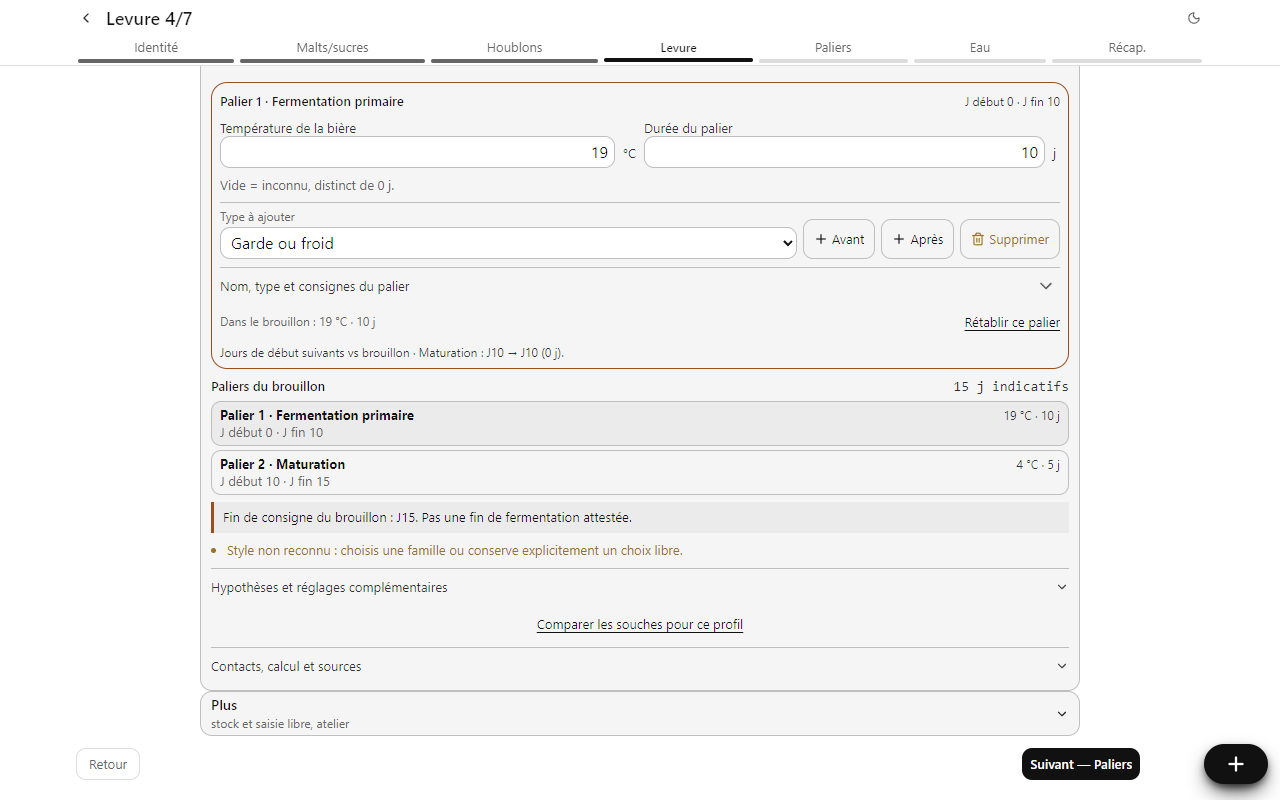 Levure 4/7
Identité
Malts/sucres
Houblons
Levure
Paliers
Eau
Récap.
Palier 1 · Fermentation primaire
J début 0 · J fin 10
Température de la bière
Durée du palier
19 °C
10 j
Vide = inconnu, distinct de 0 j.
Type à ajouter
Garde ou froid
+ Avant
+ Après
Supprimer
Nom, type et consignes du palier
Dans le brouillon : 19 °C · 10 j
Rétablir ce palier
Jours de début suivants vs brouillon · Maturation : J10 → J10 (0 j).
Paliers du brouillon
15 j indicatifs
Palier 1 · Fermentation primaire
19 °C · 10 j
J début 0 · J fin 10
Palier 2 · Maturation
4 °C · 5 j
J début 10 · J fin 15
Fin de consigne du brouillon : J15. Pas une fin de fermentation attestée.
Style non reconnu : choisis une famille ou conserve explicitement un choix libre.
Hypothèses et réglages complémentaires
Comparer les souches pour ce profil
Contacts, calcul et sources
Plus
stock et saisie libre, atelier
Retour
Suivant — Paliers
+